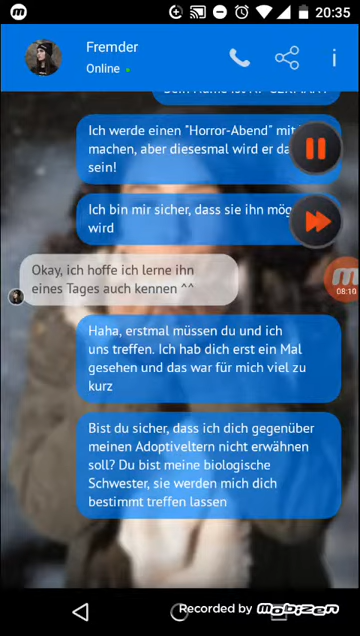 20:35
Fremder
Online
Ich werde einen "Horror-Abend" mit
machen, aber diesesmal wird er da
sein!
Ich bin mir sicher, dass sie ihn mög
wird
Okay, ich hoffe ich lerne ihn
eines Tages auch kennen ^^
08:10
Haha, erstmal müssen du und ich
uns treffen. Ich hab dich erst ein Mal
gesehen und das war für mich viel zu
kurz
Bist du sicher, dass ich dich gegenüber
meinen Adoptiveltern nicht erwähnen
soll? Du bist meine biologische
Schwester, sie werden mich dich
bestimmt treffen lassen
Recorded by mobizen